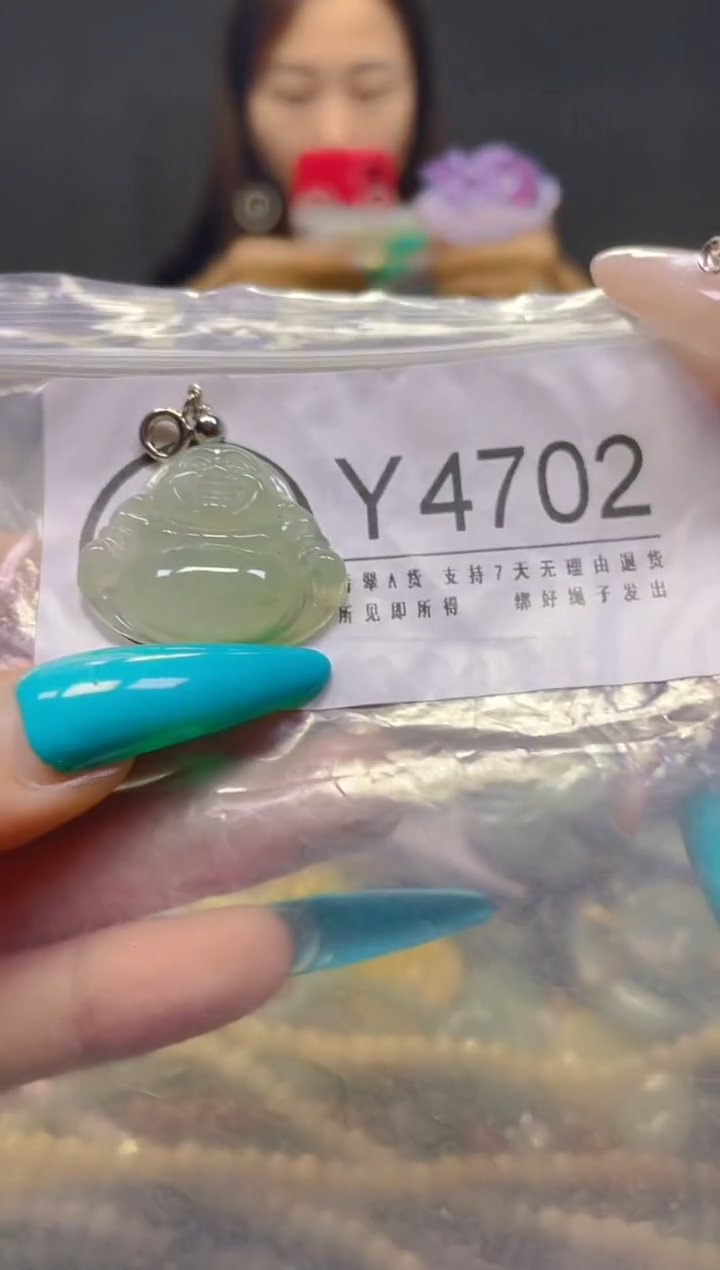 Y4702
翠A货 支持7天无理由退货
所见即所得 绑好绳子发出